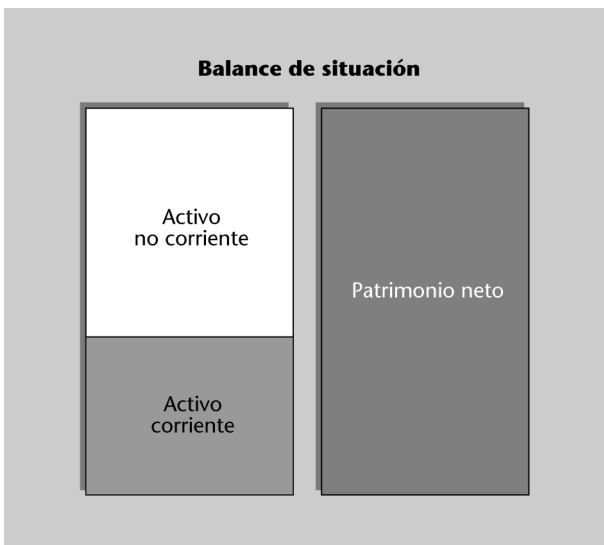 Balance de situación
Activo
no corriente
Patrimonio neto
Activo
corriente